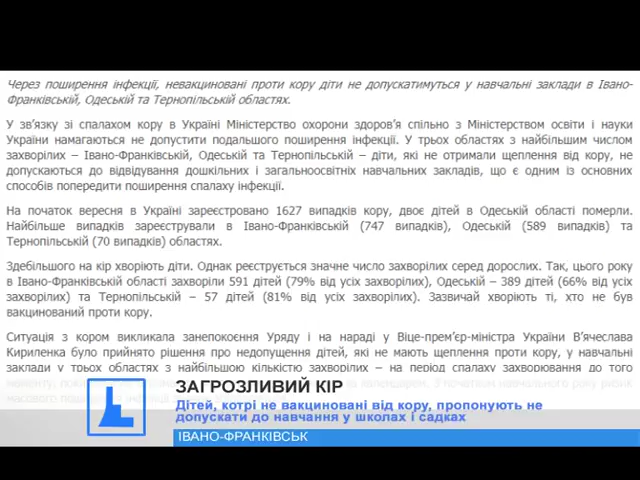 Через поширення інфекції, невакциновані проти кору діти не допускатимуться у навчальні заклади в Івано-
Франківській, Одеській та Тернопільській областях.
У зв’язку зі спалахом кору в Україні Міністерство охорони здоров’я спільно з Міністерством освіти і науки
України намагаються не допустити подальшого поширення інфекції. У трьох областях з найбільшим числом
захворілих – Івано-Франківській, Одеській та Тернопільській – діти, які не отримали щеплення від кору, не
допускаються до відвідування дошкільних і загальноосвітніх навчальних закладів, що є одним із основних
способів попередити поширення спалаху інфекції.
На початок вересня в Україні зареєстровано 1627 випадків кору, двоє дітей в Одеській області померли.
Найбільше випадків зареєстрували в Івано-Франківській (747 випадків), Одеській (589 випадків) та
Тернопільській (70 випадків) областях.
Здебільшого на кір хворіють діти. Однак реєструється значне число захворілих серед дорослих. Так, цього року
в Івано-Франківській області захворіли 591 дітей (79% від усіх захворілих), Одеській – 389 дітей (66% від усіх
захворілих) та Тернопільській – 57 дітей (81% від усіх захворілих). Зазвичай хворіють ті, хто не був
вакцинований проти кору.
Ситуація з кором викликала занепокоєння Уряду і на нараді у Віце-прем’єр-міністра України В’ячеслава
Кириленка було прийнято рішення про недопущення дітей, які не мають щеплення проти кору, у навчальні
заклади у трьох областях з найбільшою кількістю захворілих – на період спалаху захворювання до того
ЗАГРОЗЛИВИЙ КІР
Дітей, котрі не вакциновані від кору, пропонують не
допускати до навчання у школах і садках
ІВАНО-ФРАНКІВСЬК